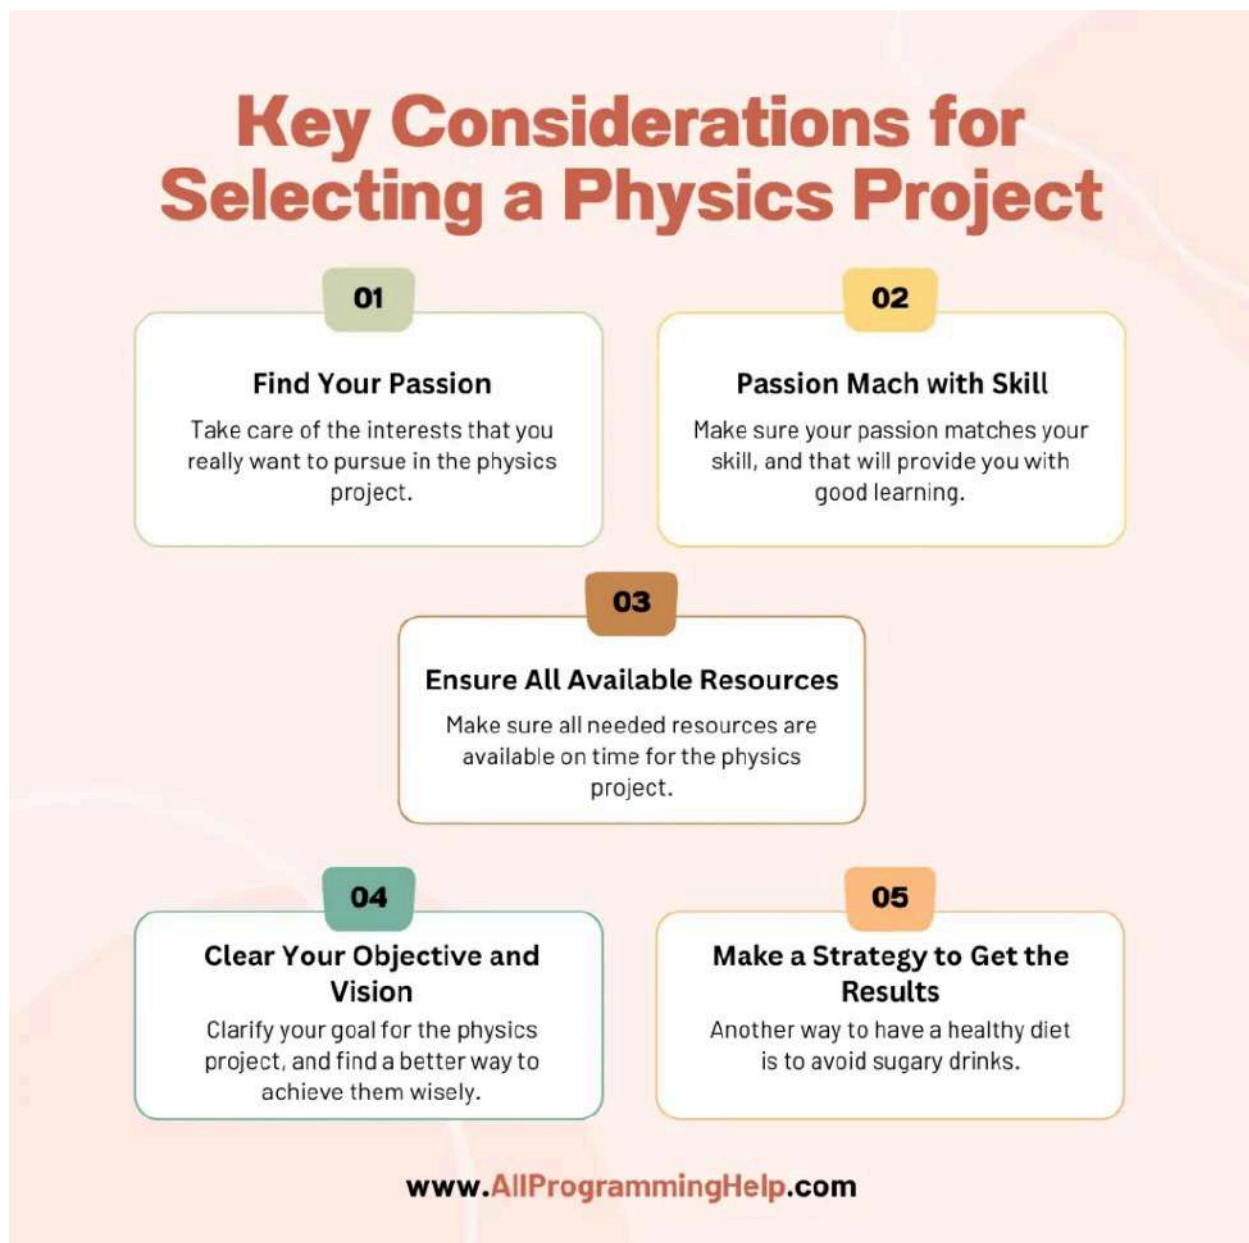 Key Considerations for
Selecting a Physics Project
01
Find Your Passion
Take care of the interests that you
really want to pursue in the physics
project.
02
Passion Mach with Skill
Make sure your passion matches your
skill, and that will provide you with
good learning.
03
Ensure All Available Resources
Make sure all needed resources are
available on time for the physics
project.
04
Clear Your Objective and
Vision
Clarify your goal for the physics
project, and find a better way to
achieve them wisely.
05
Make a Strategy to Get the
Results
Another way to have a healthy diet
is to avoid sugary drinks.
www.AllProgrammingHelp.com